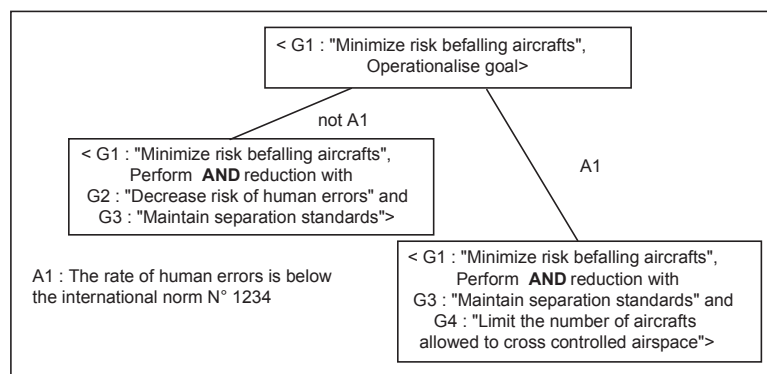 < G1 : "Minimize risk befalling aircrafts",
Operationalise goal>
not A1
< G1 : "Minimize risk befalling aircrafts",
Perform AND reduction with
G2 : "Decrease risk of human errors" and
G3 : "Maintain separation standards">
A1
A1 : The rate of human errors is below
the international norm N° 1234
< G1 : "Minimize risk befalling aircrafts",
Perform AND reduction with
G3 : "Maintain separation standards" and
G4 : "Limit the number of aircrafts
allowed to cross controlled airspace">